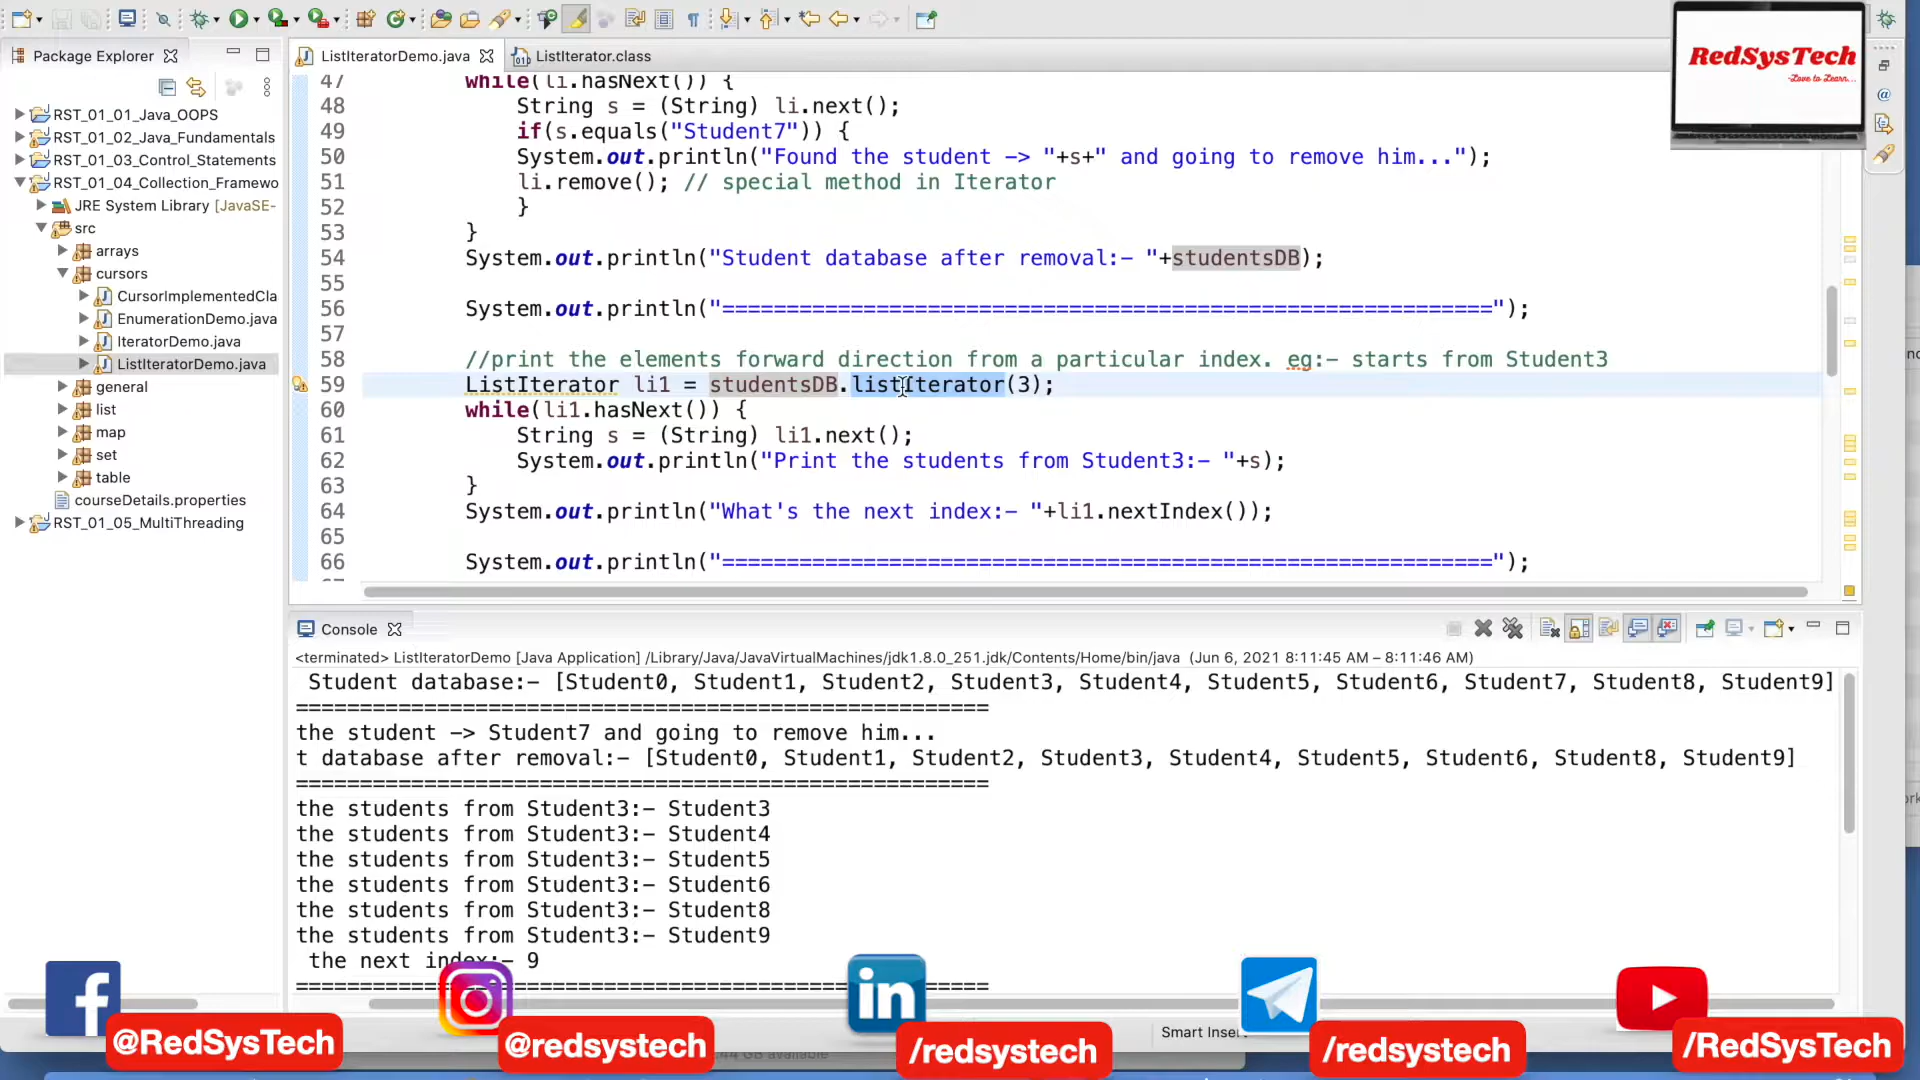 Package Explorer
RST_01_01_Java_OOPS
RST_01_02_Java_Fundamentals
RST_01_03_Control_Statements
RST_01_04_Collection_Framewo
JRE System Library [JavaSE-
src
arrays
cursors
CursorImplementedCla
EnumerationDemo.java
IteratorDemo.java
ListIteratorDemo.java
general
list
map
set
table
courseDetails.properties
RST_01_05_MultiThreading
ListIteratorDemo.java
ListIterator.class
RedSysTech
-Love to Learn...
47 while(li.hasNext()) {
48 String s = (String) li.next();
49 if(s.equals("Student7")) {
50 System.out.println("Found the student -> "+s+" and going to remove him...");
51 li.remove(); // special method in Iterator
52 }
53 }
54 System.out.println("Student database after removal:- "+studentsDB);
55
56 System.out.println("============================================================");
57
58 //print the elements forward direction from a particular index. eg:- starts from Student3
59 ListIterator li1 = studentsDB.listIterator(3);
60 while(li1.hasNext()) {
61 String s = (String) li1.next();
62 System.out.println("Print the students from Student3:- "+s);
63 }
64 System.out.println("What's the next index:- "+li1.nextIndex());
65
66 System.out.println("============================================================");
Console
<terminated> ListIteratorDemo [Java Application] /Library/Java/JavaVirtualMachines/jdk1.8.0_251.jdk/Contents/Home/bin/java (Jun 6, 2021 8:11:45 AM – 8:11:46 AM)
Student database:- [Student0, Student1, Student2, Student3, Student4, Student5, Student6, Student7, Student8, Student9]
======================================================
the student -> Student7 and going to remove him...
t database after removal:- [Student0, Student1, Student2, Student3, Student4, Student5, Student6, Student8, Student9]
======================================================
the students from Student3:- Student3
the students from Student3:- Student4
the students from Student3:- Student5
the students from Student3:- Student6
the students from Student3:- Student8
the students from Student3:- Student9
the next index:- 9
======================================================
Smart Inser
@RedSysTech
@redsystech
/redsystech
/redsystech
/RedSysTech